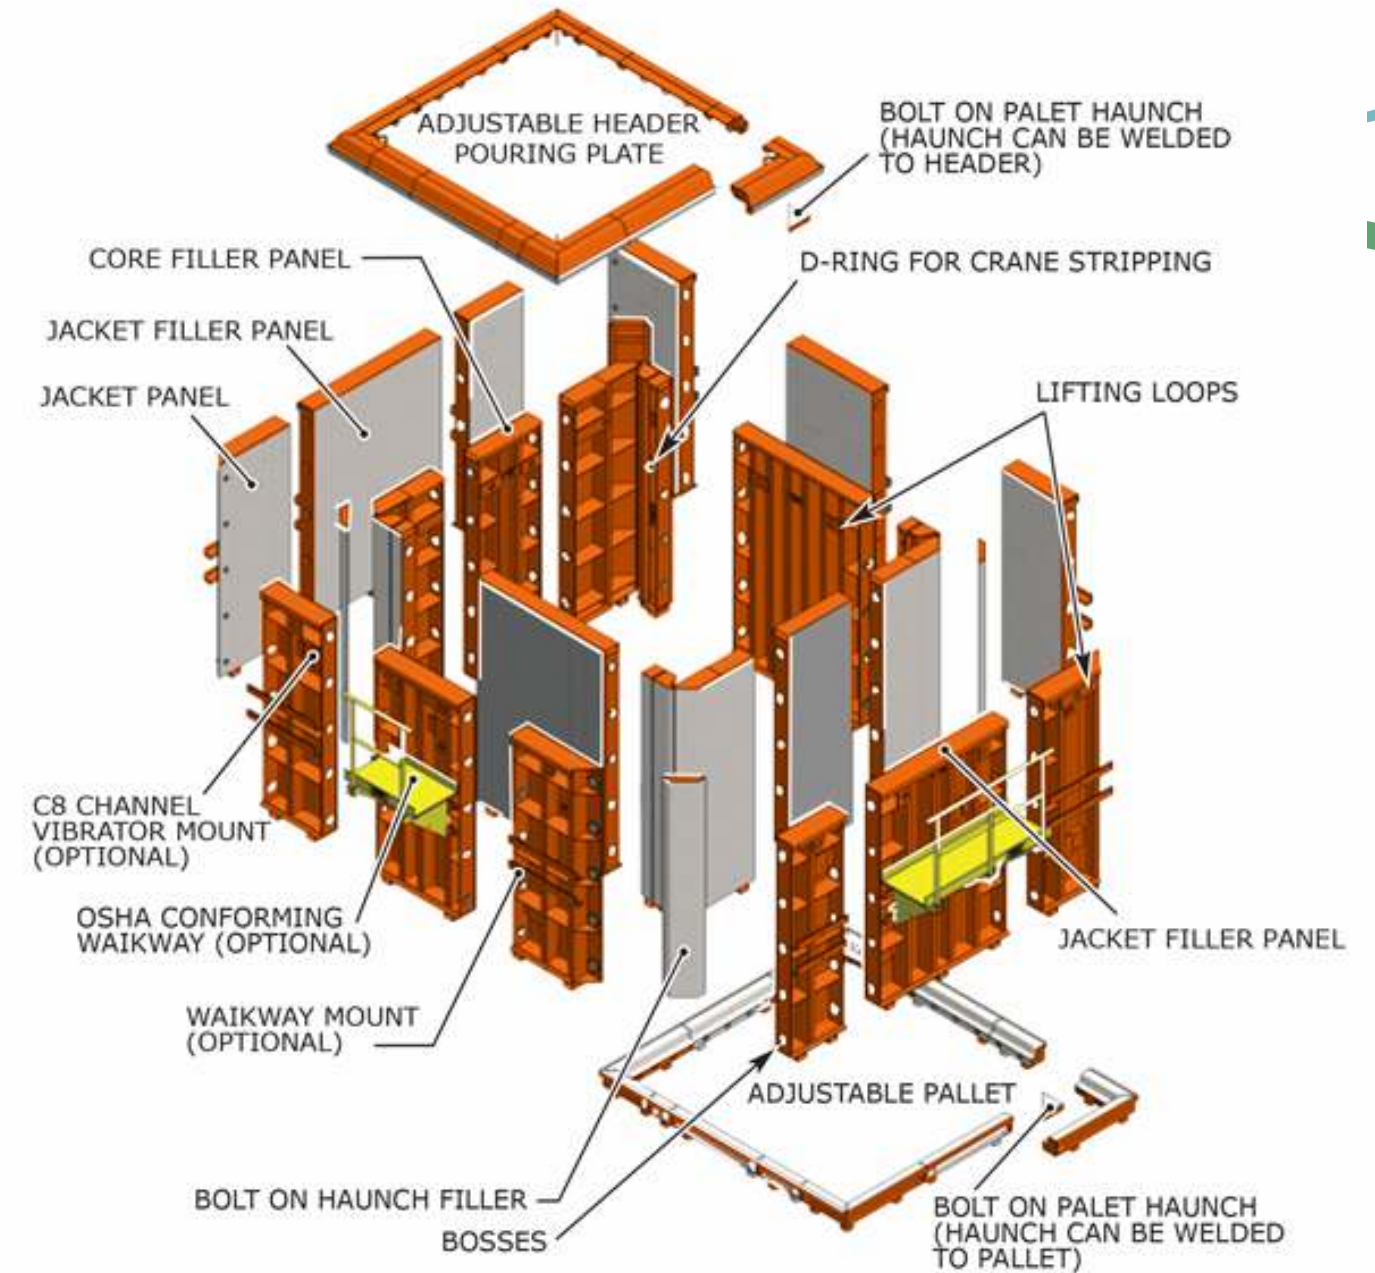 ADJUSTABLE HEADER
POURING PLATE
BOLT ON PALET HAUNCH
(HAUNCH CAN BE WELDED
TO HEADER)
CORE FILLER PANEL
D-RING FOR CRANE STRIPPING
JACKET FILLER PANEL
JACKET PANEL
LIFTING LOOPS
C8 CHANNEL
VIBRATOR MOUNT
(OPTIONAL)
OSHA CONFORMING
WAIKWAY (OPTIONAL)
JACKET FILLER PANEL
WAIKWAY MOUNT
(OPTIONAL)
ADJUSTABLE PALLET
BOLT ON HAUNCH FILLER
BOSSES
BOLT ON PALET HAUNCH
(HAUNCH CAN BE WELDED
TO PALLET)